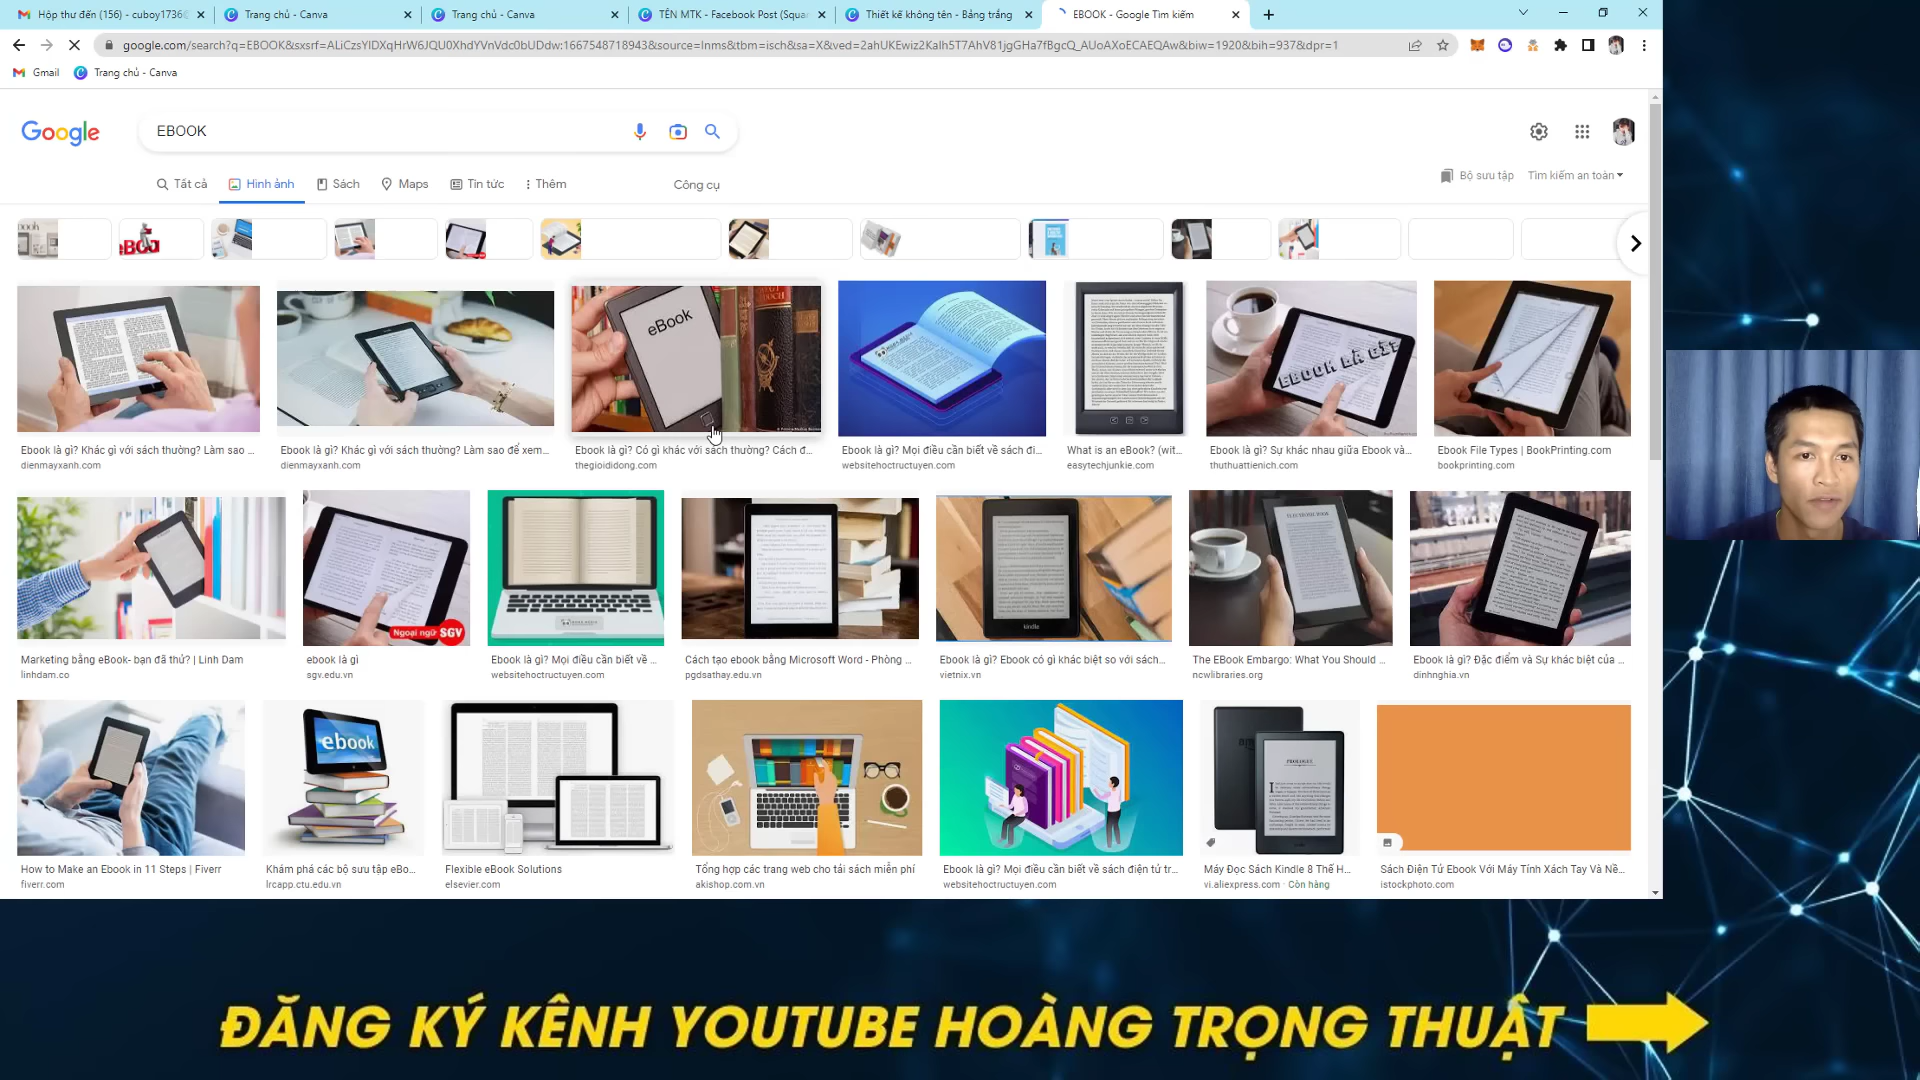 Hộp thư đến (156) - cuboy1736@
Trang chủ - Canva
Trang chủ - Canva
TÊN MTK - Facebook Post (Squar
Thiết kế không tên - Bảng trắng
EBOOK - Google Tìm kiếm
google.com/search?q=EBOOK&sxsrf=ALiCzsYlDXqHrW6JQU0XhdYVnVdc0bUDdw:1667548718943&source=lnms&tbm=isch&sa=X&ved=2ahUKEwiz2KaIh5T7AhV81jgGHa7fBgcQ_AUoAXoECAEQAw&biw=1920&bih=937&dpr=1
Gmail
Trang chủ - Canva
Google
EBOOK
Tất cả
Hình ảnh
Sách
Maps
Tin tức
Thêm
Công cụ
Bộ sưu tập
Tìm kiếm an toàn
eBook
EBOOK LÀ GÌ?
Ebook là gì? Khác gì với sách thường? Làm sao ...
dienmayxanh.com
Ebook là gì? Khác gì với sách thường? Làm sao để xem...
dienmayxanh.com
Ebook là gì? Có gì khác với sách thường? Cách đ...
thegioididong.com
Ebook là gì? Mọi điều cần biết về sách đi...
websitehoctructuyen.com
What is an eBook? (wit...
easytechjunkie.com
Ebook là gì? Sự khác nhau giữa Ebook và...
thuthuattienich.com
Ebook File Types | BookPrinting.com
bookprinting.com
Ngoại ngữ SGV
kindle
ELECTRONIC BOOK
Marketing bằng eBook- bạn đã thử? | Linh Dam
linhdam.co
ebook là gì
sgv.edu.vn
Ebook là gì? Mọi điều cần biết về ...
websitehoctructuyen.com
Cách tạo ebook bằng Microsoft Word - Phòng ...
pgdsathay.edu.vn
Ebook là gì? Ebook có gì khác biệt so với sách...
vietnix.vn
The EBook Embargo: What You Should ...
ncwlibraries.org
Ebook là gì? Đặc điểm và Sự khác biệt của ...
dinhnghia.vn
ebook
PROLOGUE
How to Make an Ebook in 11 Steps | Fiverr
fiverr.com
Khám phá các bộ sưu tập eBo...
lrcapp.ctu.edu.vn
Flexible eBook Solutions
elsevier.com
Tổng hợp các trang web cho tải sách miễn phí
akishop.com.vn
Ebook là gì? Mọi điều cần biết về sách điện tử tr...
websitehoctructuyen.com
Máy Đọc Sách Kindle 8 Thế H...
vi.aliexpress.com · Còn hàng
Sách Điện Tử Ebook Với Máy Tính Xách Tay Và Nề...
istockphoto.com
ĐĂNG KÝ KÊNH YOUTUBE HOÀNG TRỌNG THUẬT